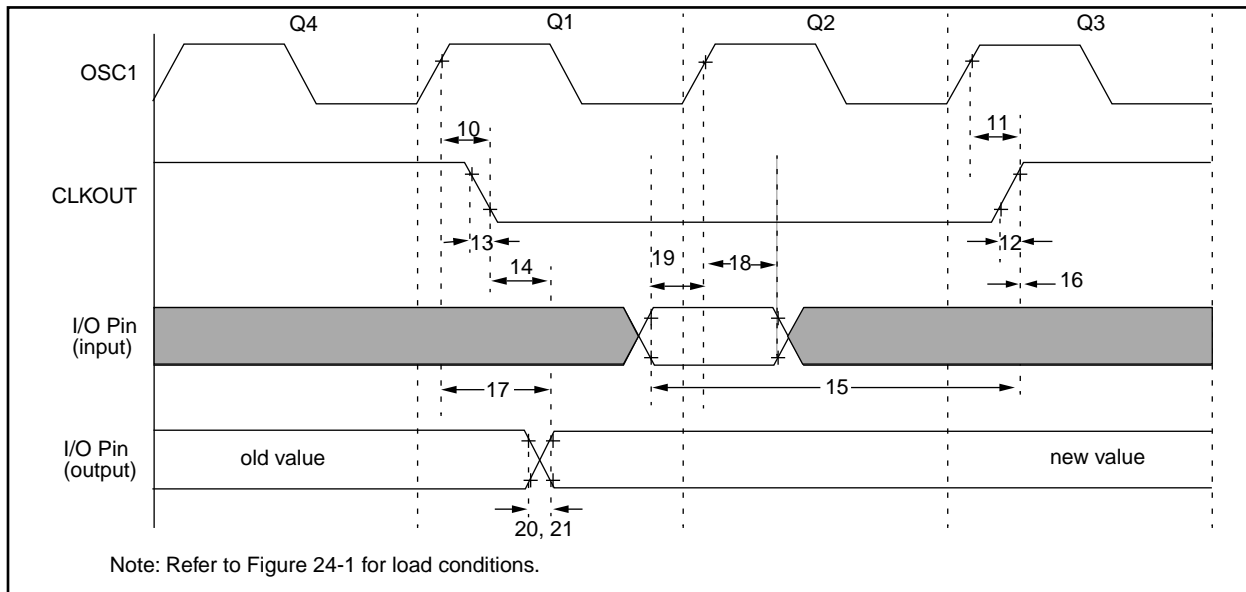 Q4 Q1 Q2 Q3
OSC1
10
11
CLKOUT
13
12
14
19
18
16
I/O Pin
(input)
17
15
I/O Pin
(output)
old value
new value
20, 21
Note: Refer to Figure 24-1 for load conditions.